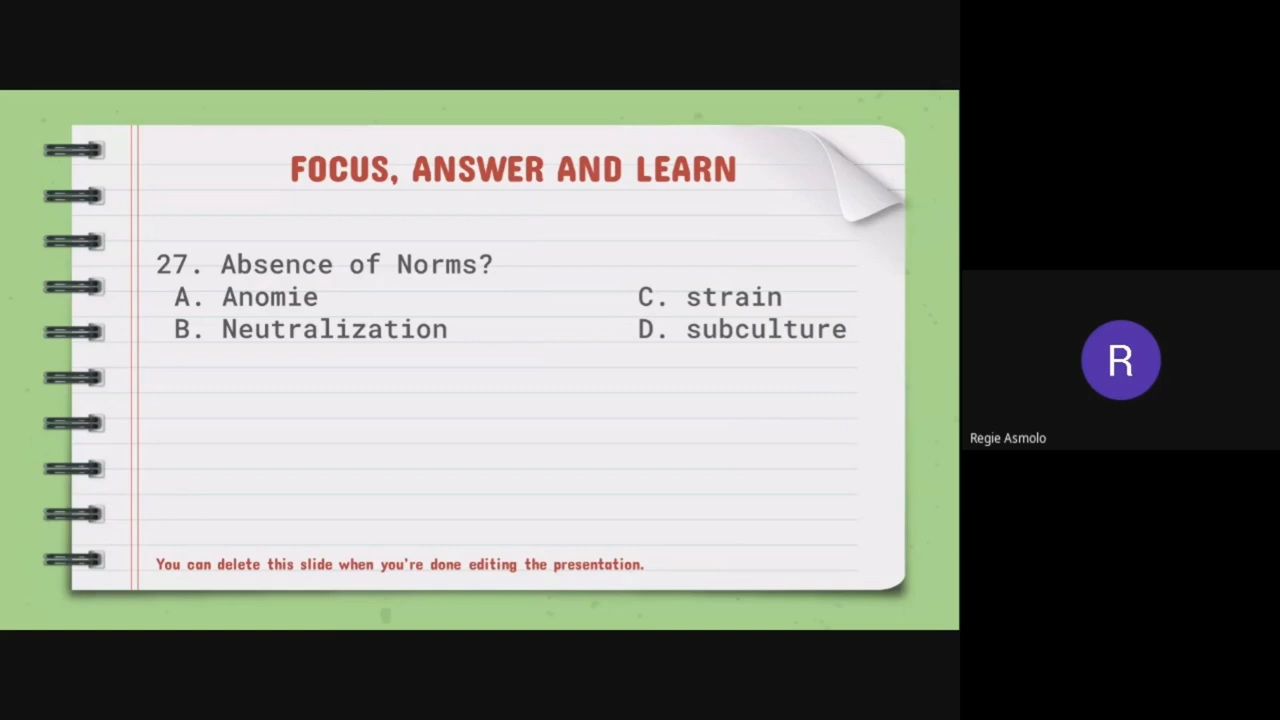 FOCUS, ANSWER AND LEARN
27. Absence of Norms?
A. Anomie
C. strain
B. Neutralization
D. subculture
You can delete this slide when you're done editing the presentation.
R
Regie Asmolo